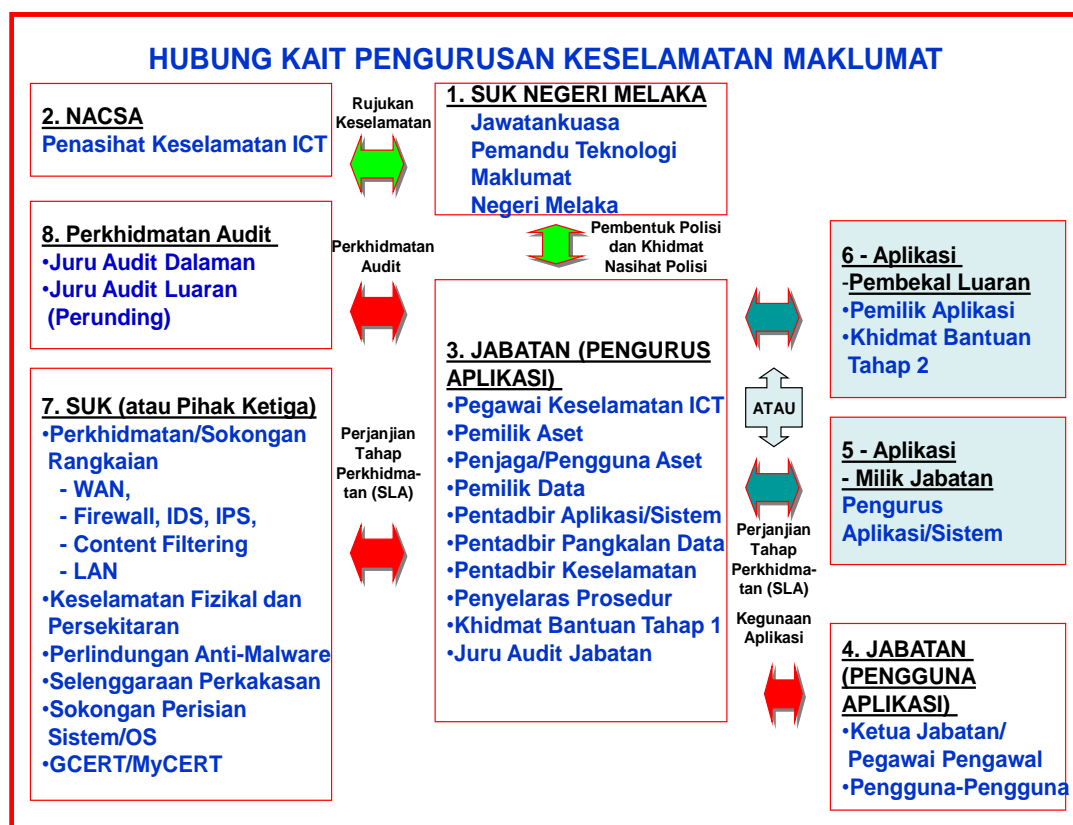 HUBUNG KAIT PENGURUSAN KESELAMATAN MAKLUMAT
2. NACSA
Penasihat Keselamatan ICT
Rujukan
Keselamatan
1. SUK NEGERI MELAKA
Jawatankuasa
Pemandu Teknologi
Maklumat
Negeri Melaka
8. Perkhidmatan Audit
•Juru Audit Dalaman
•Juru Audit Luaran
(Perunding)
Perkhidmatan
Audit
Pembentuk Polisi
dan Khidmat
Nasihat Polisi
3. JABATAN (PENGURUS
APLIKASI)
•Pegawai Keselamatan ICT
•Pemilik Aset
•Penjaga/Pengguna Aset
•Pemilik Data
•Pentadbir Aplikasi/Sistem
•Pentadbir Pangkalan Data
•Pentadbir Keselamatan
•Penyelaras Prosedur
•Khidmat Bantuan Tahap 1
•Juru Audit Jabatan
6 - Aplikasi
-Pembekal Luaran
•Pemilik Aplikasi
•Khidmat Bantuan
Tahap 2
ATAU
5 - Aplikasi
- Milik Jabatan
Pengurus
Aplikasi/Sistem
7. SUK (atau Pihak Ketiga)
•Perkhidmatan/Sokongan
Rangkaian
- WAN,
- Firewall, IDS, IPS,
- Content Filtering
- LAN
•Keselamatan Fizikal dan
Persekitaran
•Perlindungan Anti-Malware
•Selenggaraan Perkakasan
•Sokongan Perisian
Sistem/OS
•GCERT/MyCERT
Perjanjian
Tahap
Perkhidma-
tan (SLA)
Perjanjian
Tahap
Perkhidma-
tan (SLA)
Kegunaan
Aplikasi
4. JABATAN
(PENGGUNA
APLIKASI)
•Ketua Jabatan/
Pegawai Pengawal
•Pengguna-Pengguna